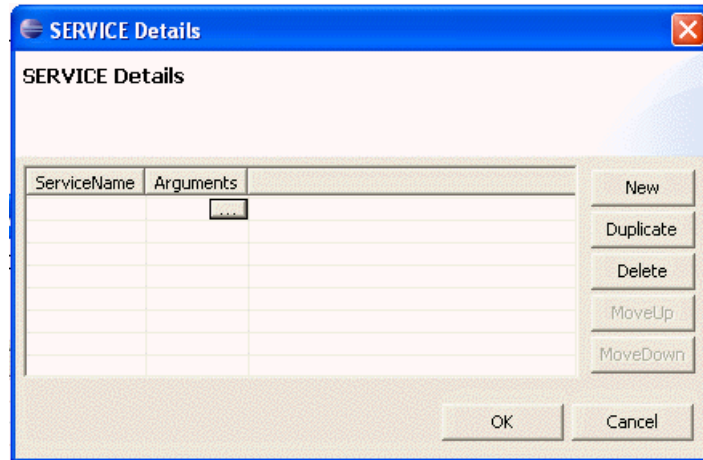 SERVICE Details
SERVICE Details
ServiceName Arguments
...
New
Duplicate
Delete
MoveUp
MoveDown
OK Cancel